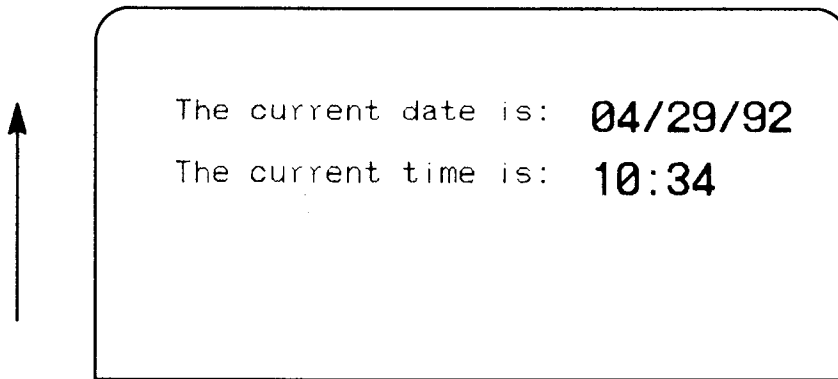 The current date is: 04/29/92
The current time is: 10:34